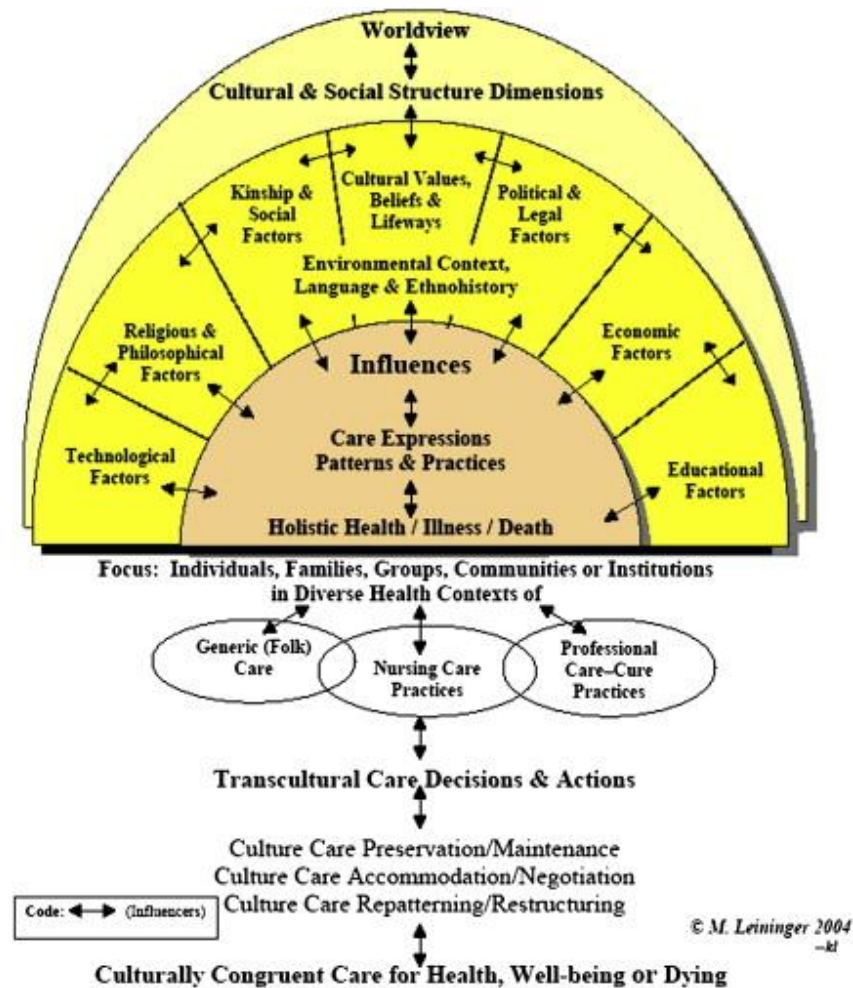 Worldview
Cultural & Social Structure Dimensions
Kinship &
Social
Factors
Cultural Values,
Beliefs &
Lifeways
Political &
Legal
Factors
Environmental Context,
Language & Ethnohistory
Religious &
Philosophical
Factors
Economic
Factors
Influences
Technological
Factors
Care Expressions
Patterns & Practices
Educational
Factors
Holistic Health / Illness / Death
Focus: Individuals, Families, Groups, Communities or Institutions
in Diverse Health Contexts of
Generic (Folk)
Care
Nursing Care
Practices
Professional
Care–Cure
Practices
Transcultural Care Decisions & Actions
Culture Care Preservation/Maintenance
Culture Care Accommodation/Negotiation
Culture Care Repatterning/Restructuring
Code: (Influencers)
© M. Leininger 2004
–kl
Culturally Congruent Care for Health, Well-being or Dying